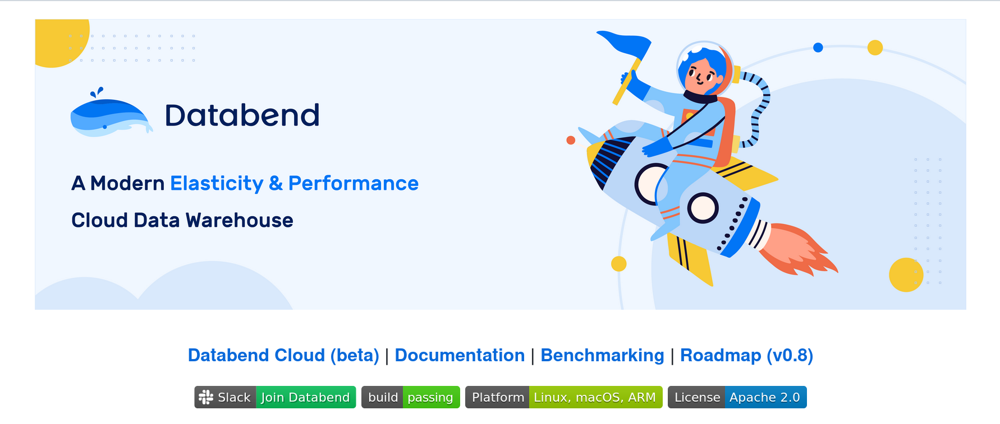 Databend
A Modern Elasticity & Performance
Cloud Data Warehouse
Databend Cloud (beta) | Documentation | Benchmarking | Roadmap (v0.8)
Slack Join Databend build passing Platform Linux, macOS, ARM License Apache 2.0